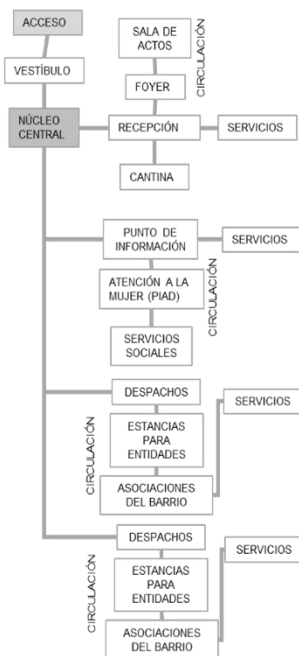 ACCESO
VESTÍBULO
NÚCLEO
CENTRAL
SALA DE
ACTOS
CIRCULACIÓN
FOYER
RECEPCIÓN
SERVICIOS
CANTINA
PUNTO DE
INFORMACIÓN
SERVICIOS
ATENCIÓN A LA
MUJER (PIAD)
CIRCULACIÓN
SERVICIOS
SOCIALES
DESPACHOS
SERVICIOS
CIRCULACIÓN
ESTANCIAS
PARA
ENTIDADES
ASOCIACIONES
DEL BARRIO
DESPACHOS
SERVICIOS
CIRCULACIÓN
ESTANCIAS
PARA
ENTIDADES
ASOCIACIONES
DEL BARRIO